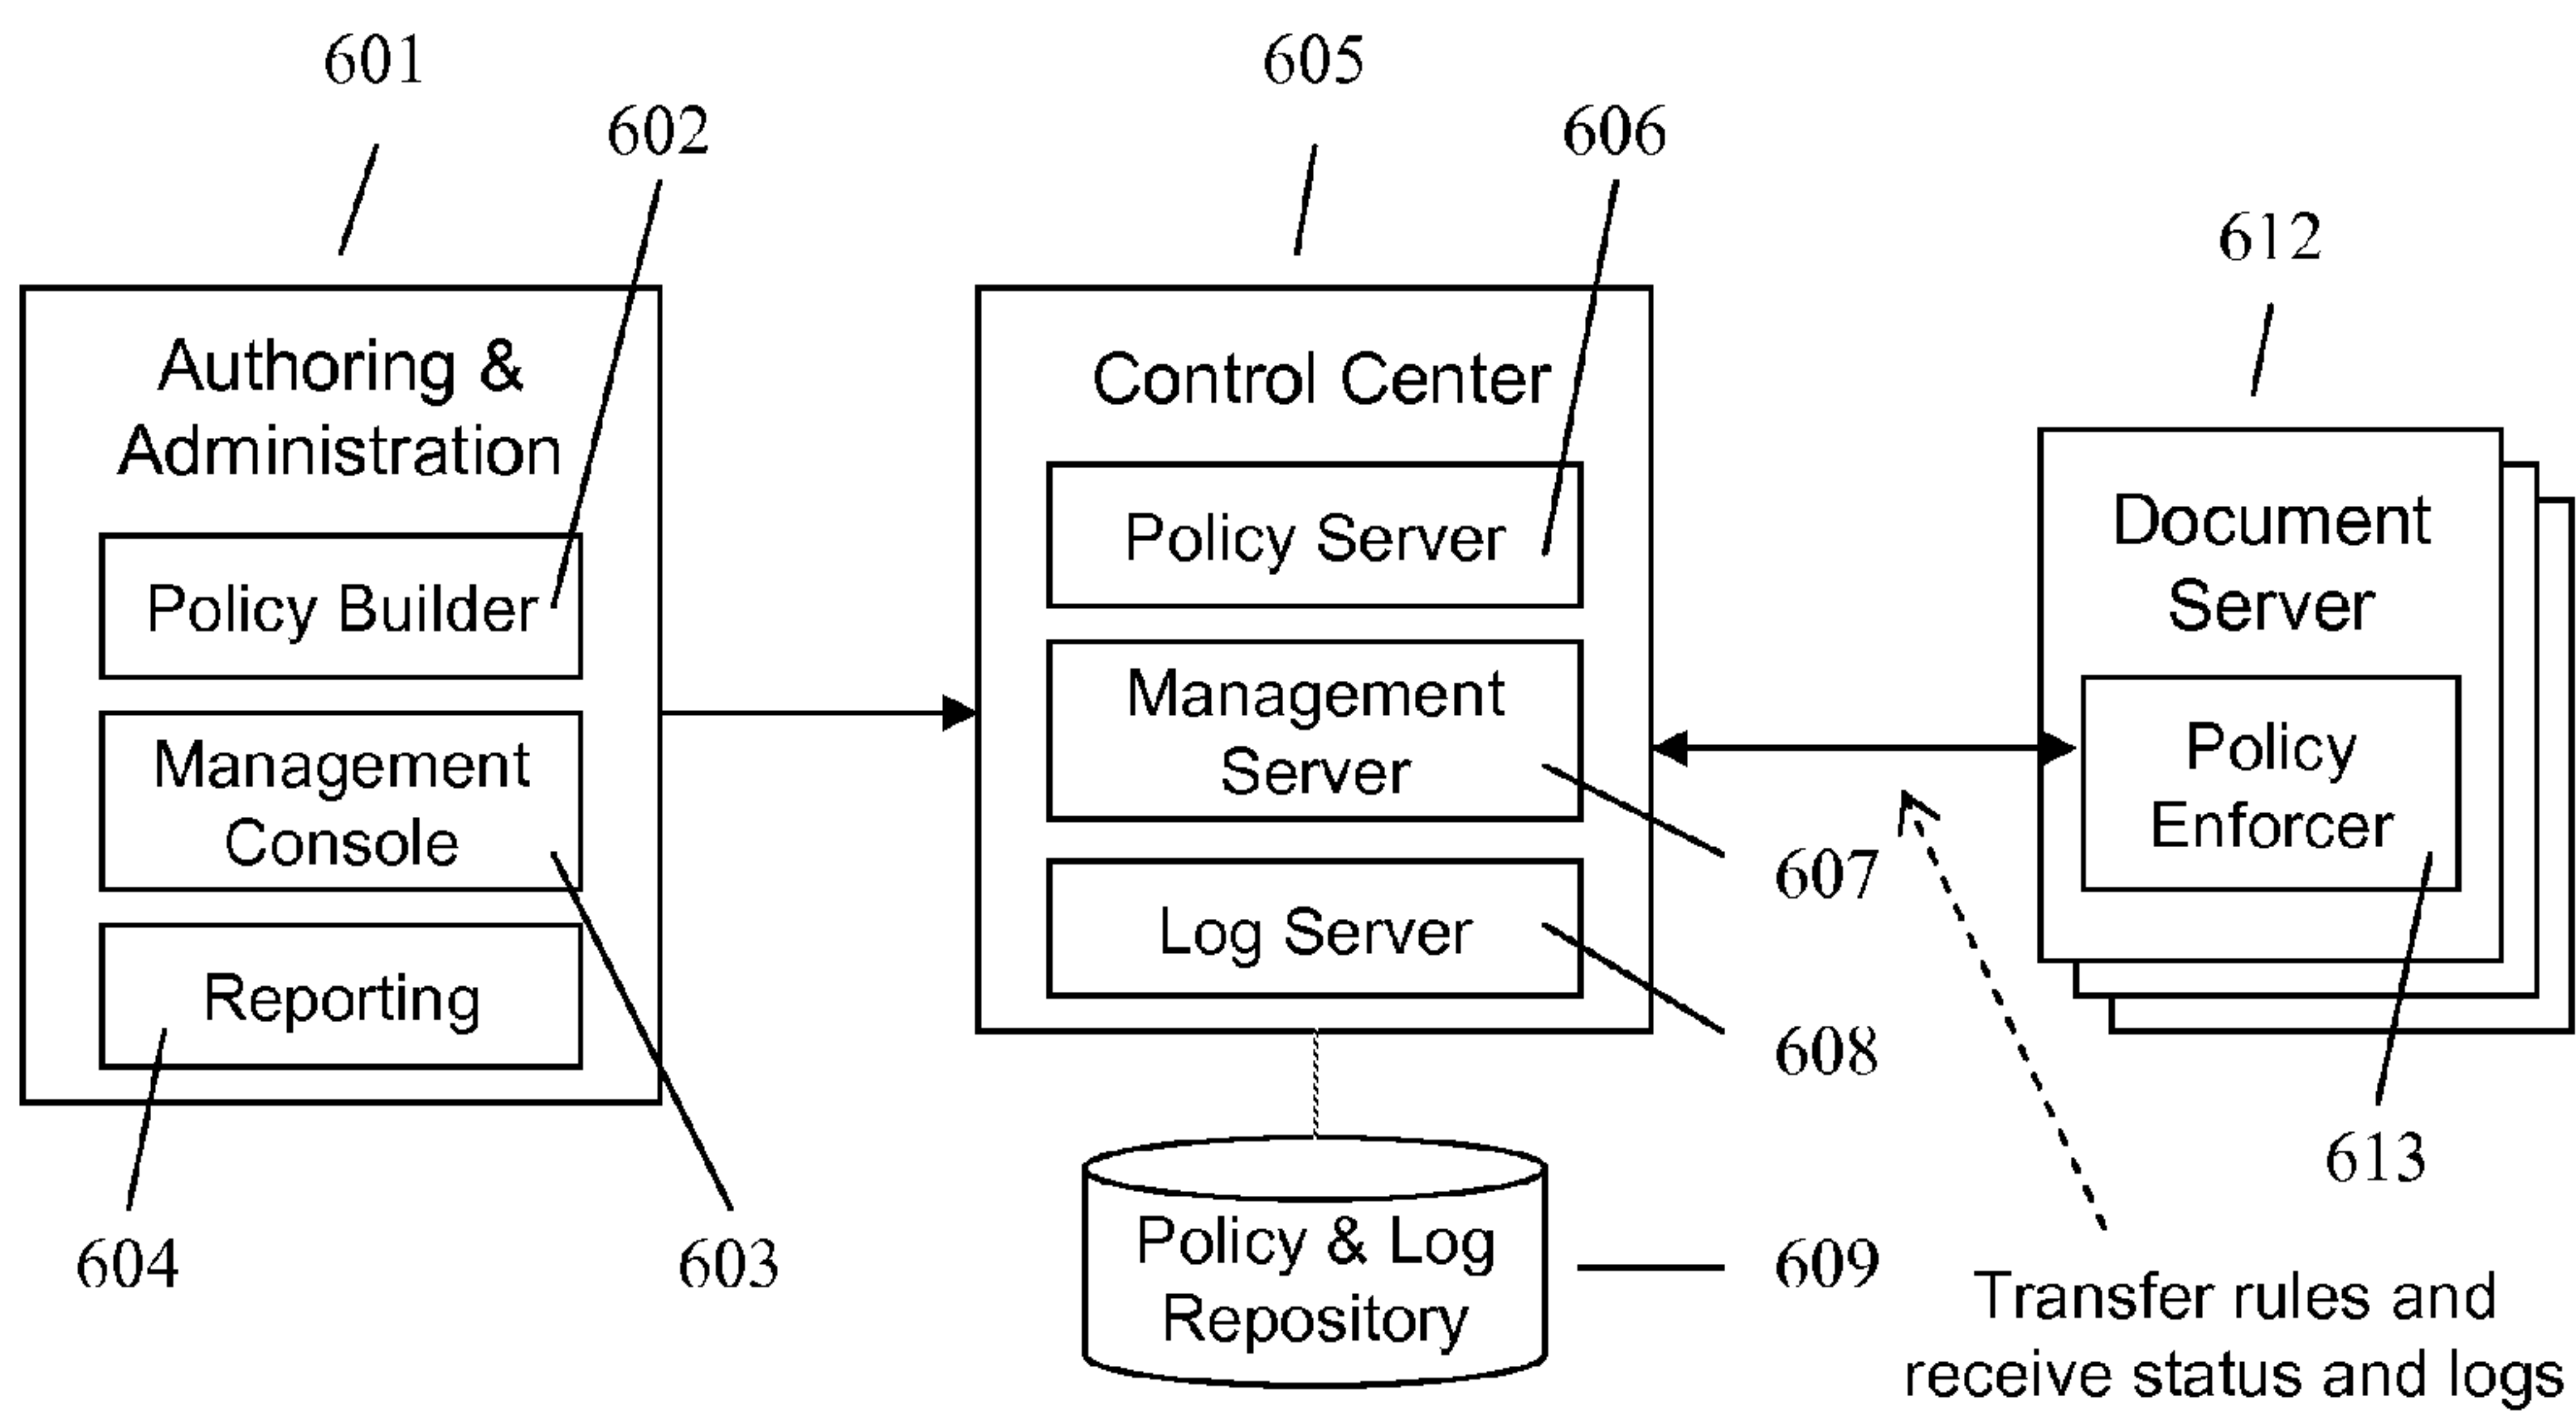 601
602
605
606
612
Authoring &
Administration
Policy Builder
Management
Console
Reporting
604
603
Control Center
Policy Server
Management
Server
Log Server
607
608
Policy & Log
Repository
609
Document
Server
Policy
Enforcer
613
Transfer rules and
receive status and logs